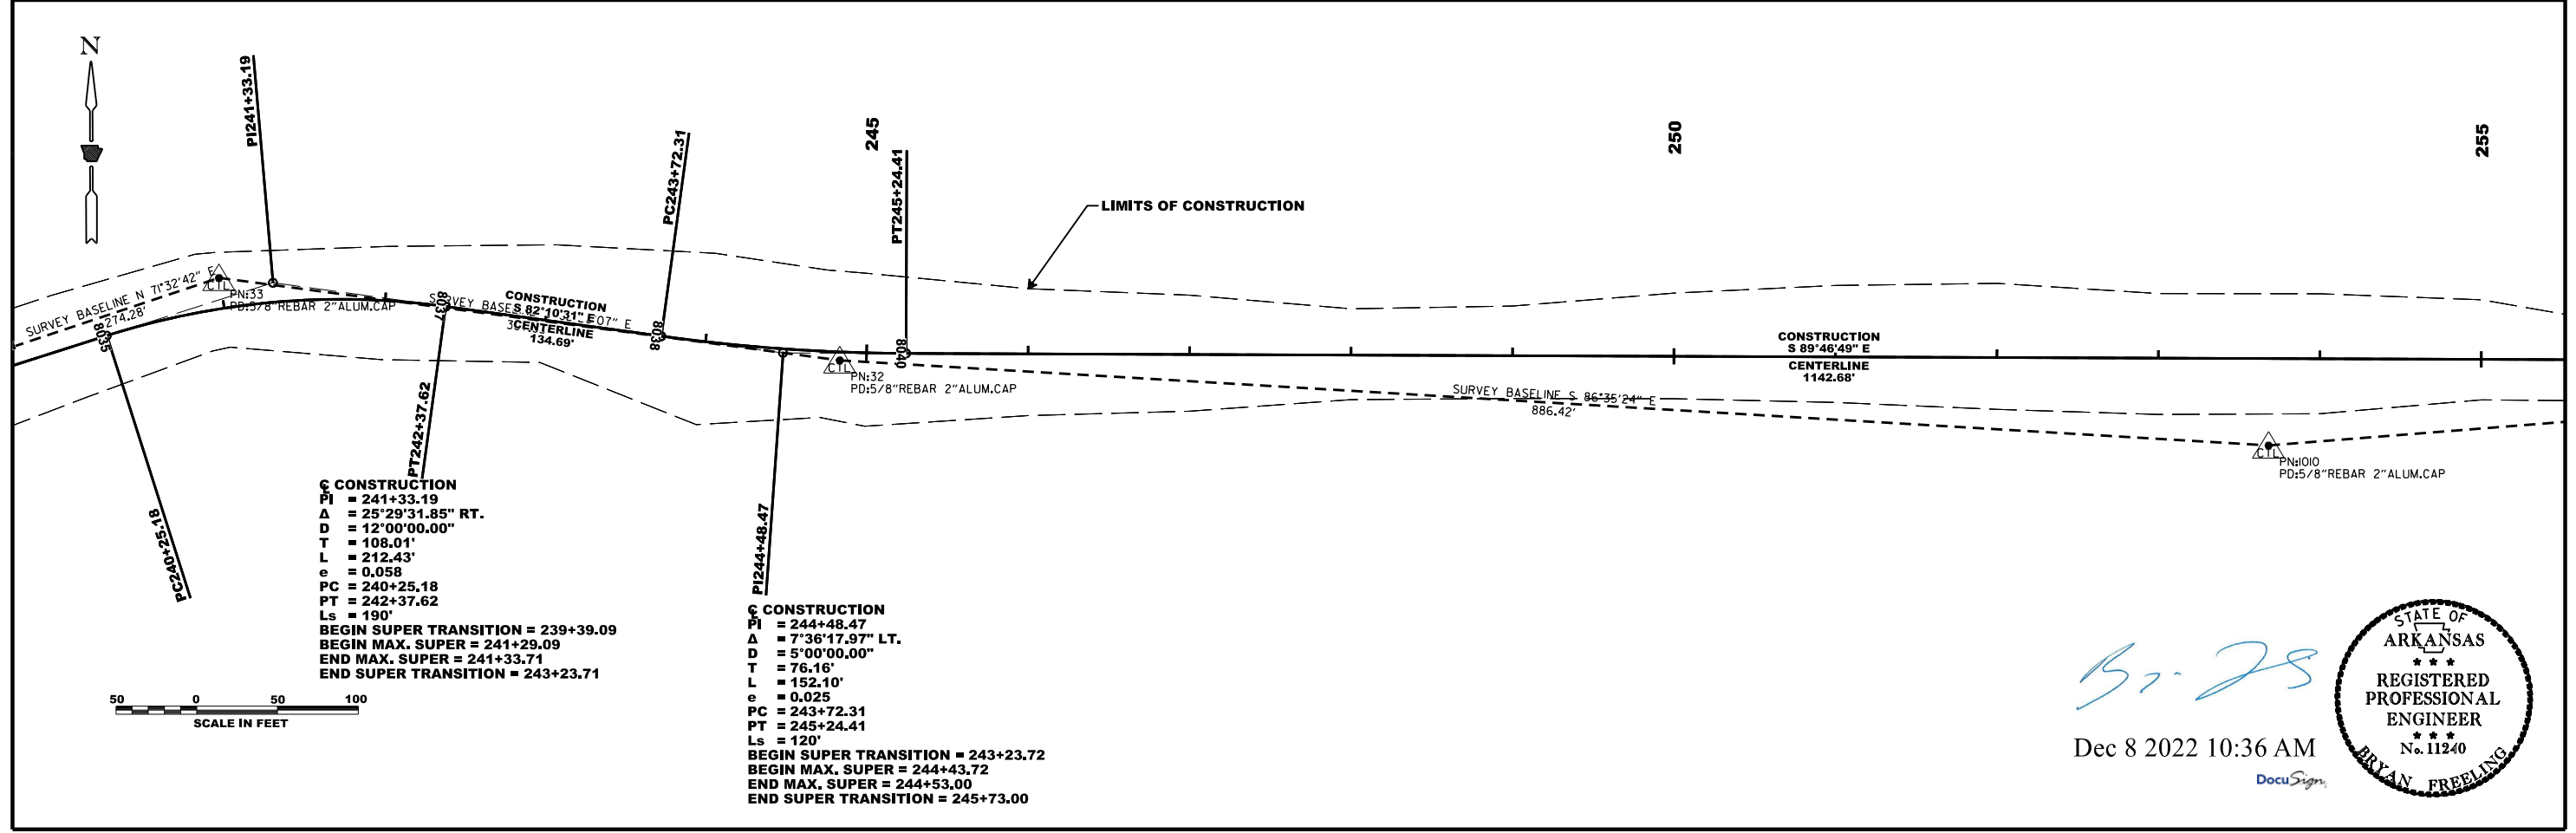 N
PI241+33.19
PC243+72.31
245
PT245+24.41
250
255
LIMITS OF CONSTRUCTION
SURVEY BASELINE N 71°32'42" E
274.28'
8035
CTL
PN:33
PD:5/8"REBAR 2"ALUM.CAP
8037
SURVEY BASE 07" E
CONSTRUCTION
S 82°10'31" E
CENTERLINE
134.69'
8038
8040
CTL
PN:32
PD:5/8"REBAR 2"ALUM.CAP
CONSTRUCTION
S 89°46'49" E
CENTERLINE
1142.68'
SURVEY BASELINE S 86°35'24" E
886.42'
CTL
PN:1010
PD:5/8"REBAR 2"ALUM.CAP
PC240+25.18
PT242+37.62
PI244+48.47
℄ CONSTRUCTION
PI = 241+33.19
Δ = 25°29'31.85" RT.
D = 12°00'00.00"
T = 108.01'
L = 212.43'
e = 0.058
PC = 240+25.18
PT = 242+37.62
Ls = 190'
BEGIN SUPER TRANSITION = 239+39.09
BEGIN MAX. SUPER = 241+29.09
END MAX. SUPER = 241+33.71
END SUPER TRANSITION = 243+23.71
℄ CONSTRUCTION
PI = 244+48.47
Δ = 7°36'17.97" LT.
D = 5°00'00.00"
T = 76.16'
L = 152.10'
e = 0.025
PC = 243+72.31
PT = 245+24.41
Ls = 120'
BEGIN SUPER TRANSITION = 243+23.72
BEGIN MAX. SUPER = 244+43.72
END MAX. SUPER = 244+53.00
END SUPER TRANSITION = 245+73.00
50 0 50 100
SCALE IN FEET
Dec 8 2022 10:36 AM
DocuSign
STATE OF
ARKANSAS
★ ★ ★
REGISTERED
PROFESSIONAL
ENGINEER
★ ★ ★
No. 11240
BRYAN FREELING